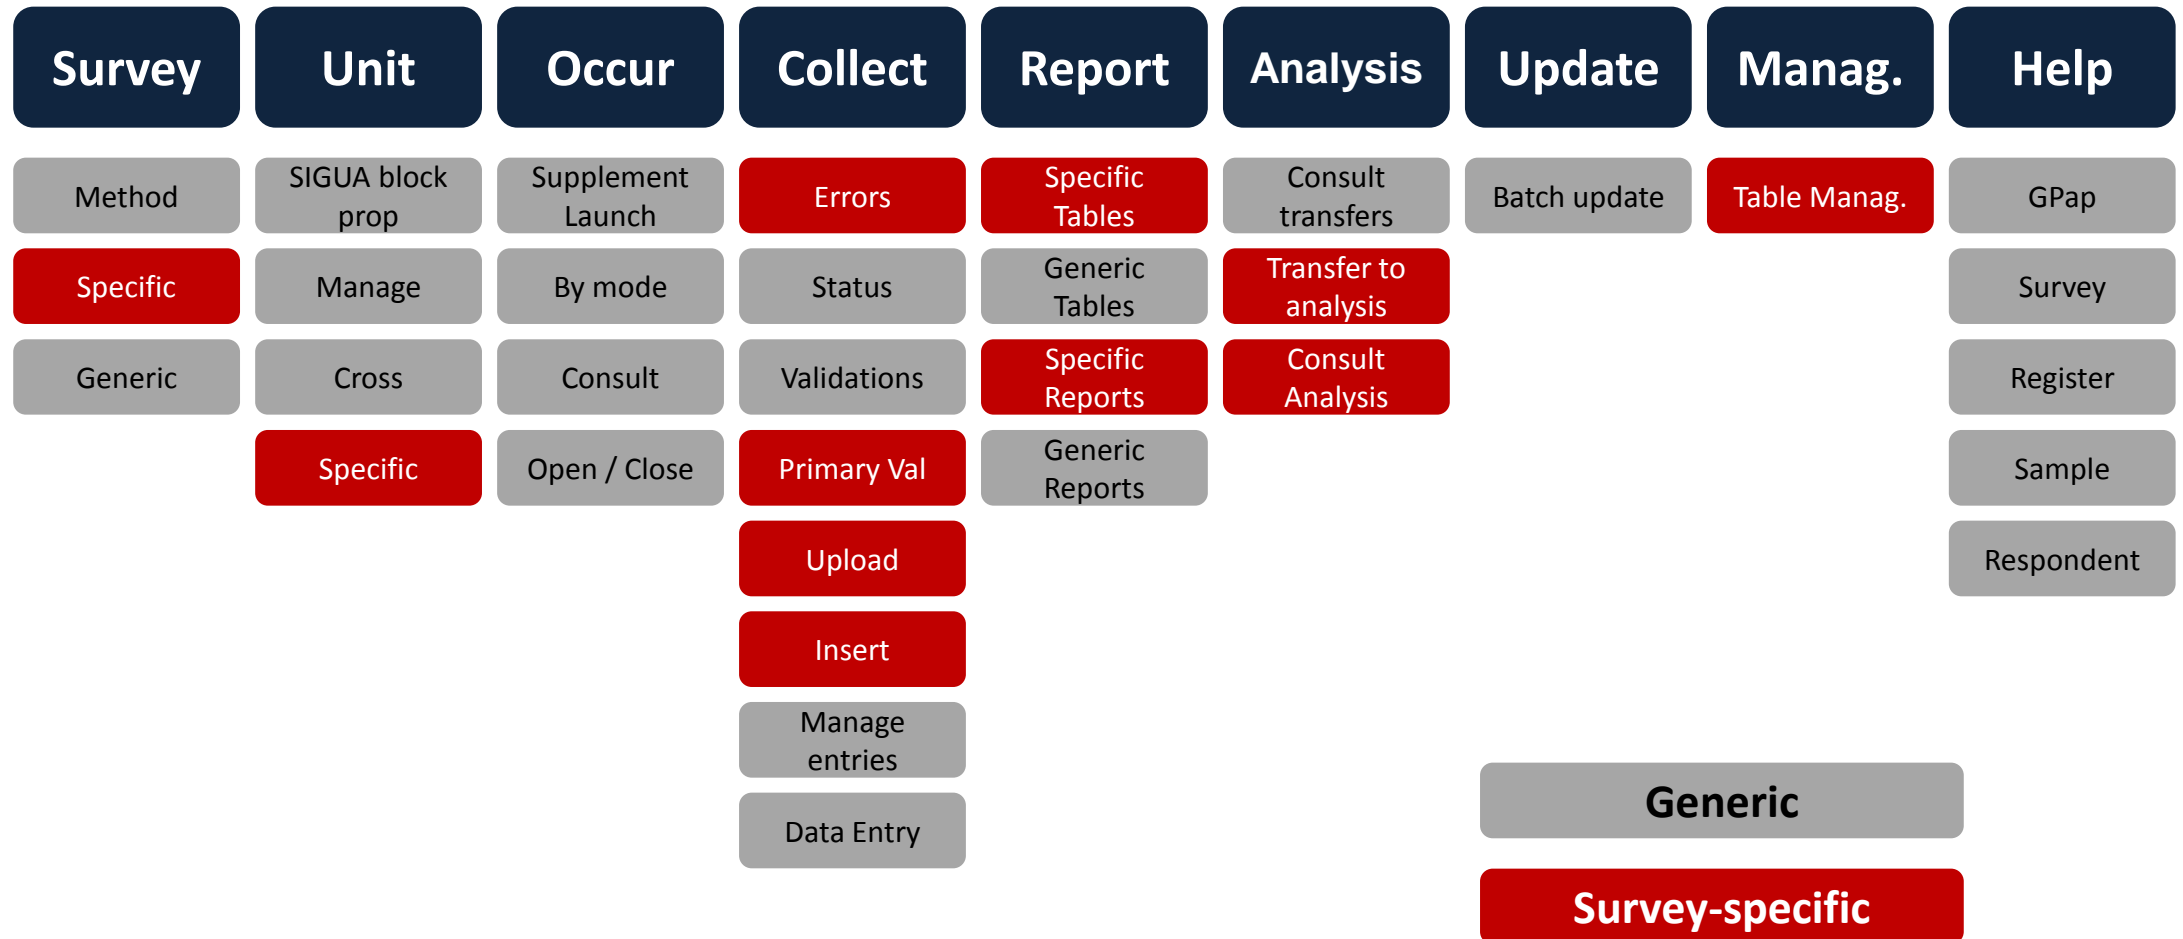 Survey
Unit
Occur
Collect
Report
Analysis
Update
Manag.
Help
Method
Specific
Generic
SIGUA block
prop
Manage
Cross
Specific
Supplement
Launch
By mode
Consult
Open / Close
Errors
Status
Validations
Primary Val
Upload
Insert
Manage
entries
Data Entry
Specific
Tables
Generic
Tables
Specific
Reports
Generic
Reports
Consult
transfers
Transfer to
analysis
Consult
Analysis
Batch update
Table Manag.
GPap
Survey
Register
Sample
Respondent
Generic
Survey-specific